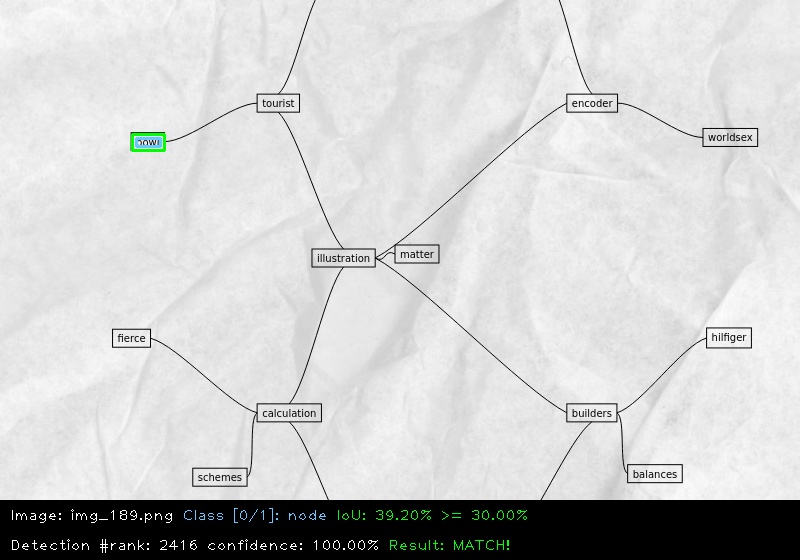 tourist
encoder
worldsex
illustration
matter
fierce
hilfiger
calculation
builders
schemes
balances
Image: img_189.png Class [0/1]: node IoU: 39.20% >= 30.00%
Detection #rank: 2416 confidence: 100.00% Result: MATCH!